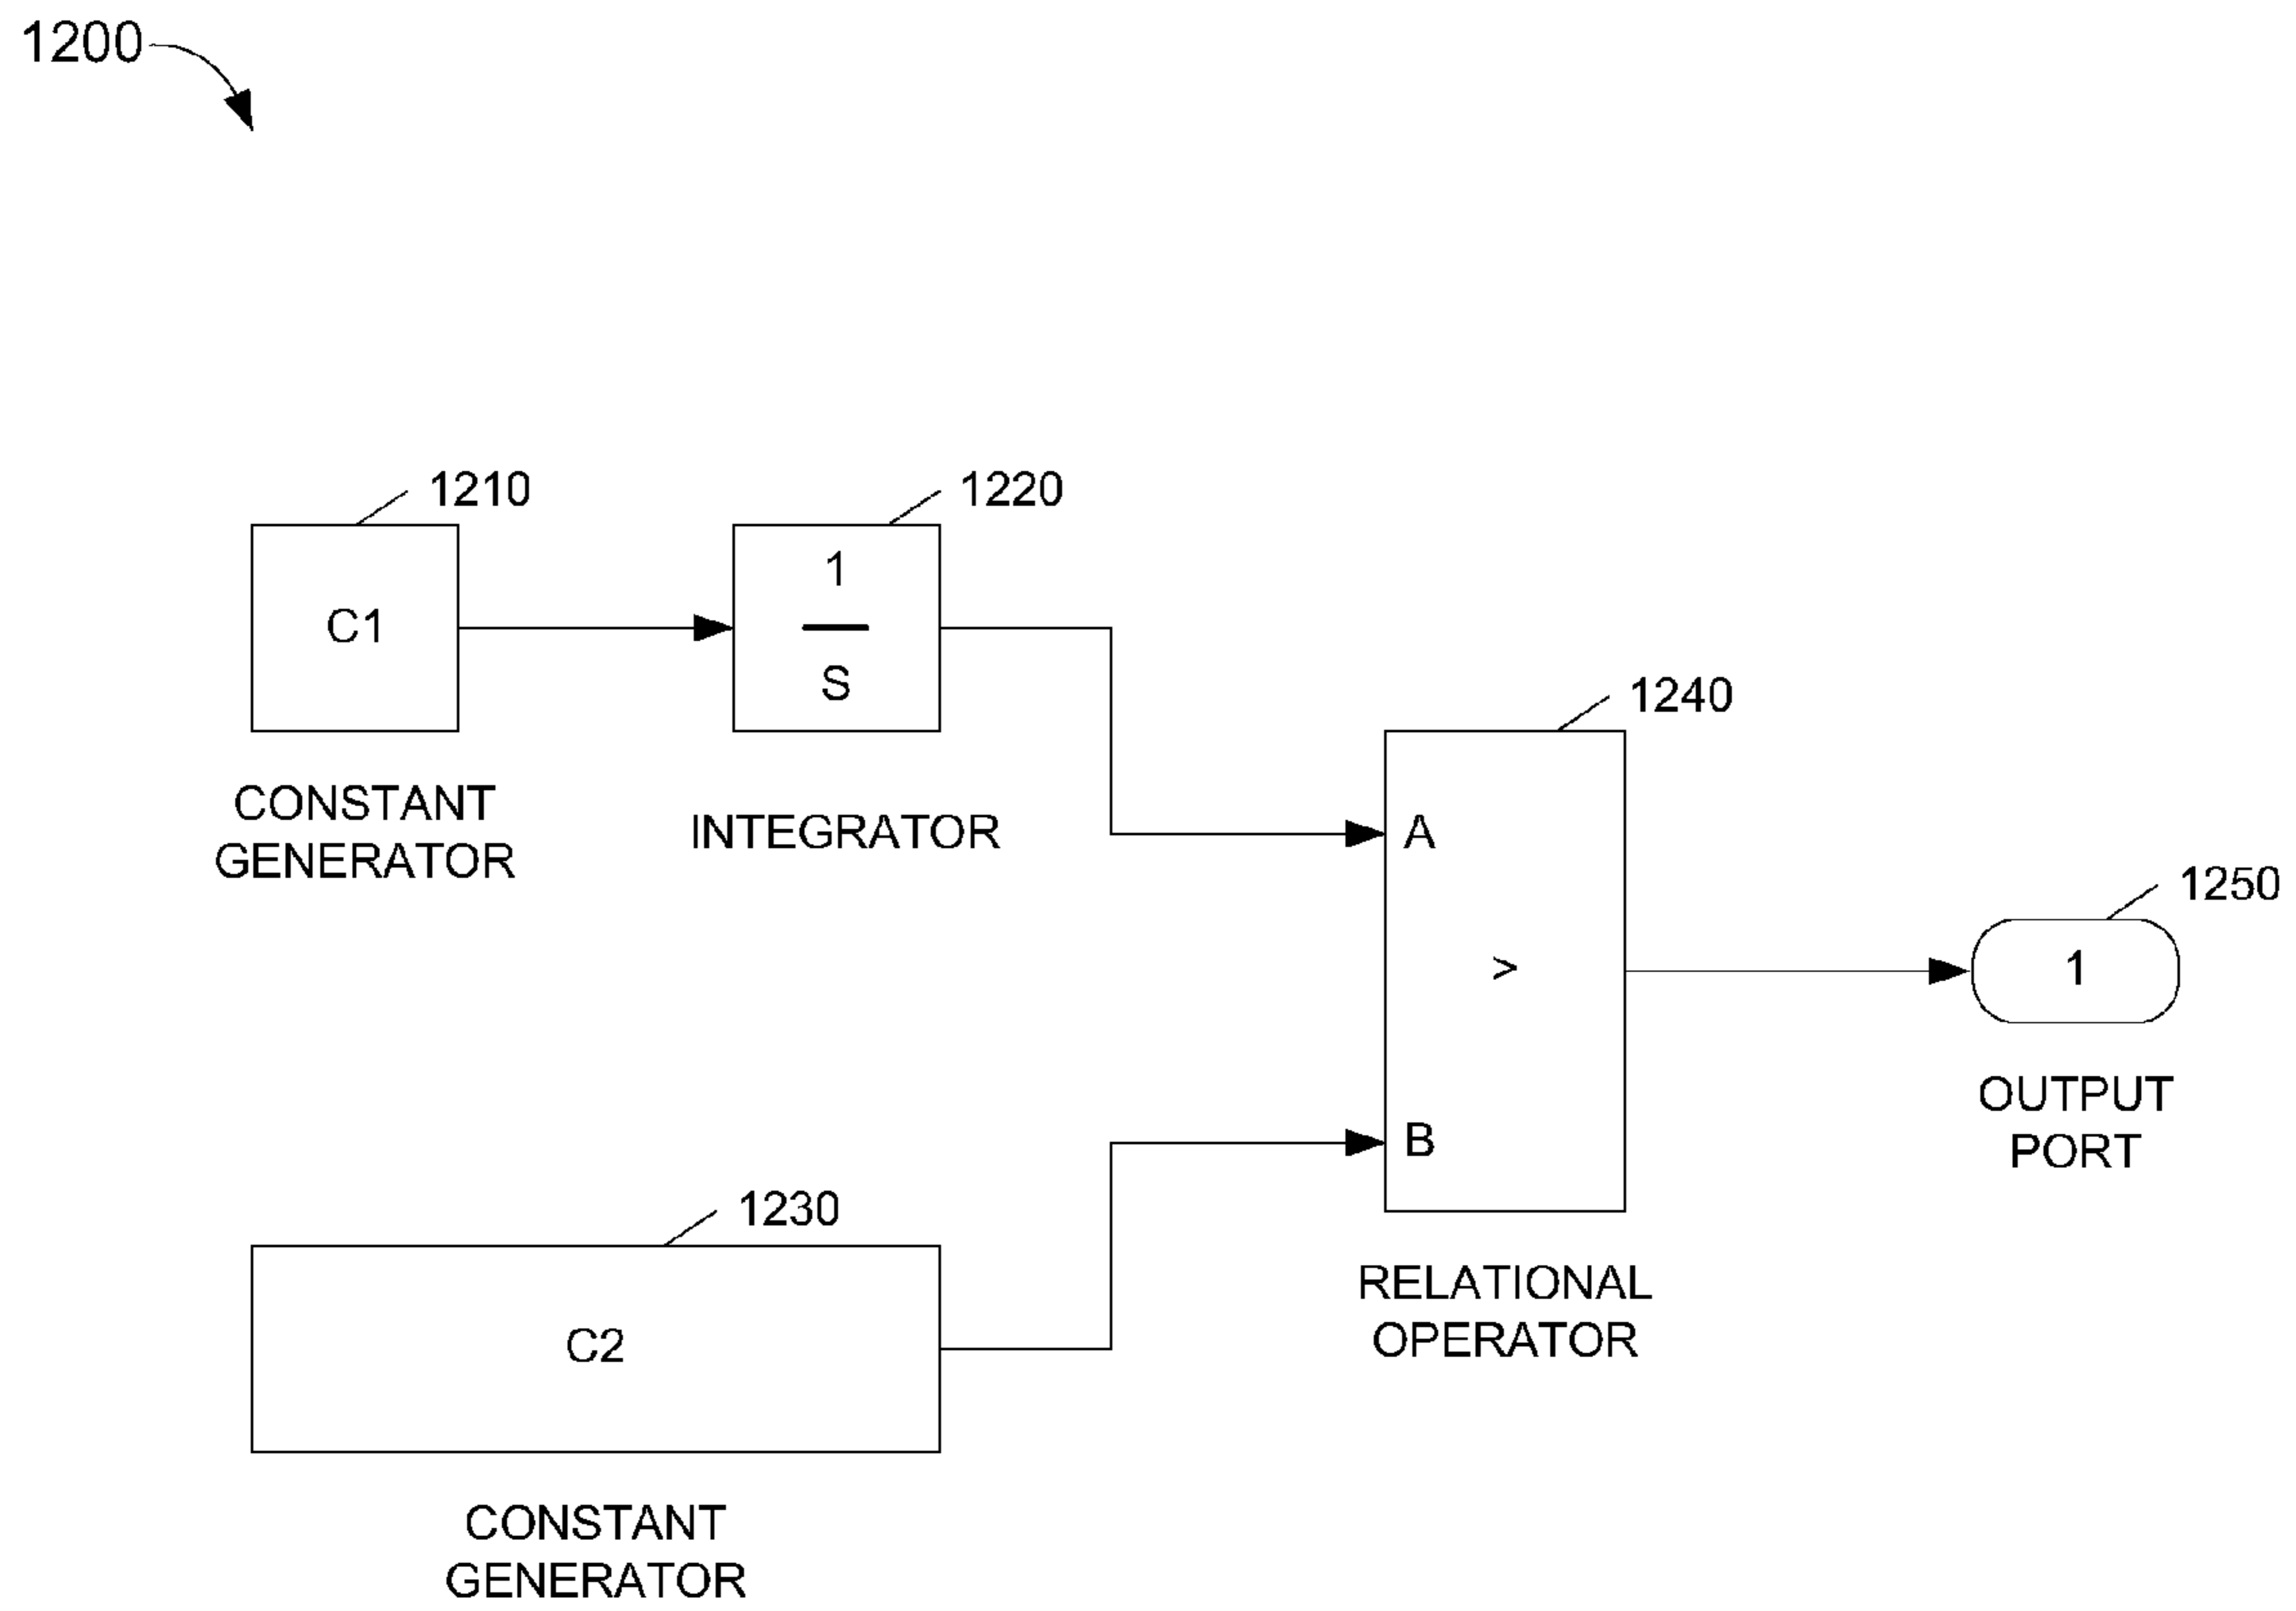 1200
1210
1220
C1
1
S
1240
CONSTANT
GENERATOR
INTEGRATOR
A
>
B
1250
1
OUTPUT
PORT
1230
C2
RELATIONAL
OPERATOR
CONSTANT
GENERATOR